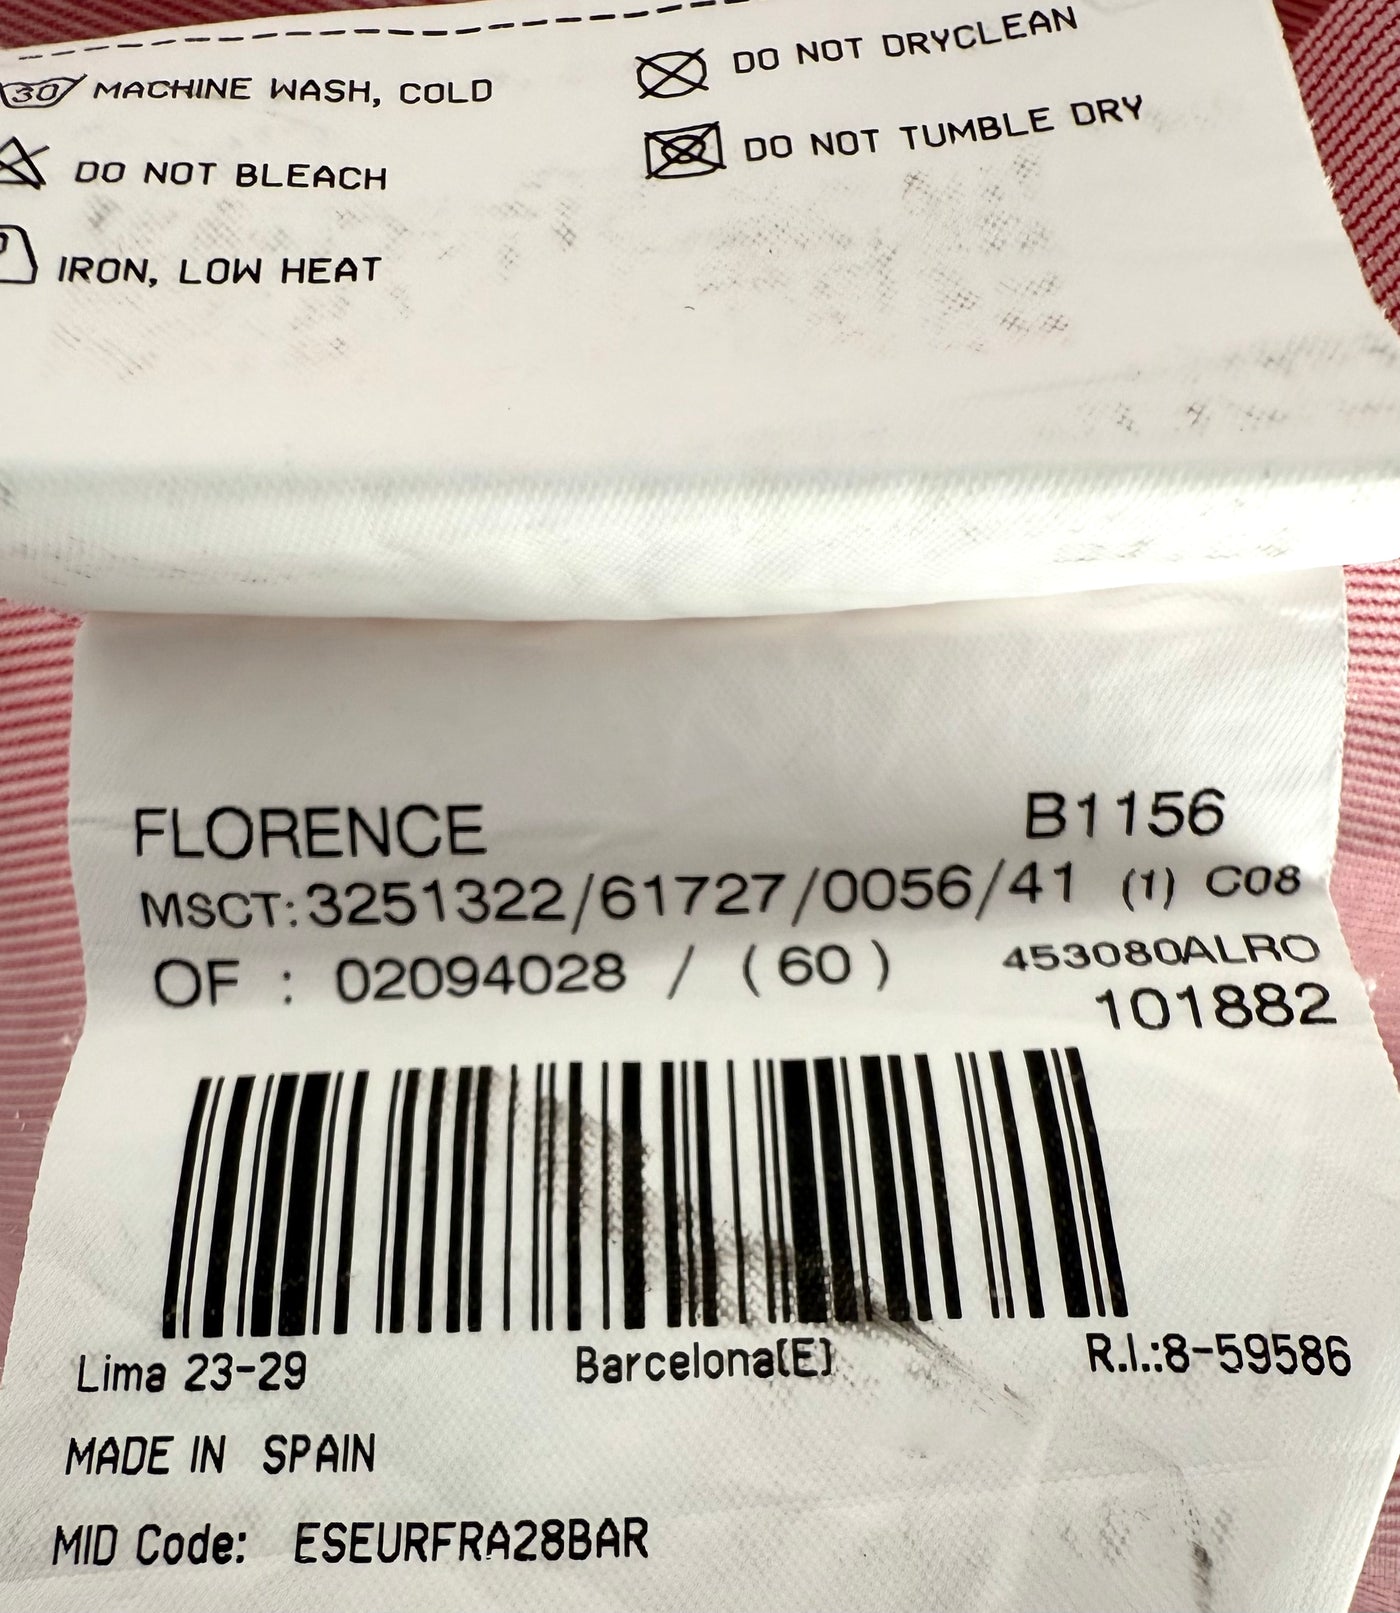 30 MACHINE WASH, COLD
DO NOT DRYCLEAN
DO NOT BLEACH
DO NOT TUMBLE DRY
IRON, LOW HEAT
FLORENCE B1156
MSCT:3251322/61727/0056/41 (1) C08
OF : 02094028 / (60) 453080ALRO
101882
Lima 23-29 Barcelona(E) R.I.:8-59586
MADE IN SPAIN
MID Code: ESEURFRA28BAR